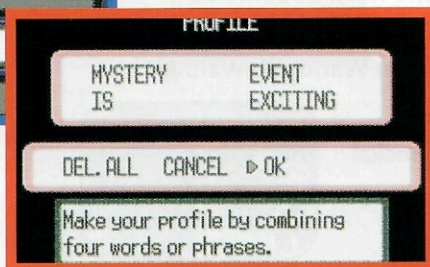 PROFILE
MYSTERY EVENT
IS EXCITING
DEL. ALL CANCEL ▷ OK
Make your profile by combining
four words or phrases.